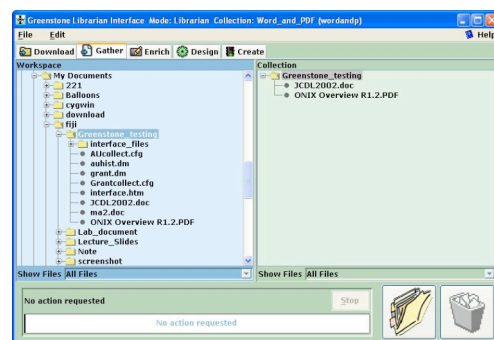 Greenstone Librarian Interface Mode: Librarian Collection: Word_and_PDF (wordandp)
File Edit Help
Download Gather Enrich Design Create
Workspace
My Documents
221
Balloons
cygwin
download
fiji
Greenstone_testing
interface_files
AUcollect.cfg
auhist.dm
grant.dm
Grantcollect.cfg
interface.htm
JCDL2002.doc
ma2.doc
ONIX Overview R1.2.PDF
Lab_document
Lecture_Slides
Note
screenshot
Show Files All Files
Collection
Greenstone_testing
JCDL2002.doc
ONIX Overview R1.2.PDF
Show Files All Files
No action requested
Stop
No action requested